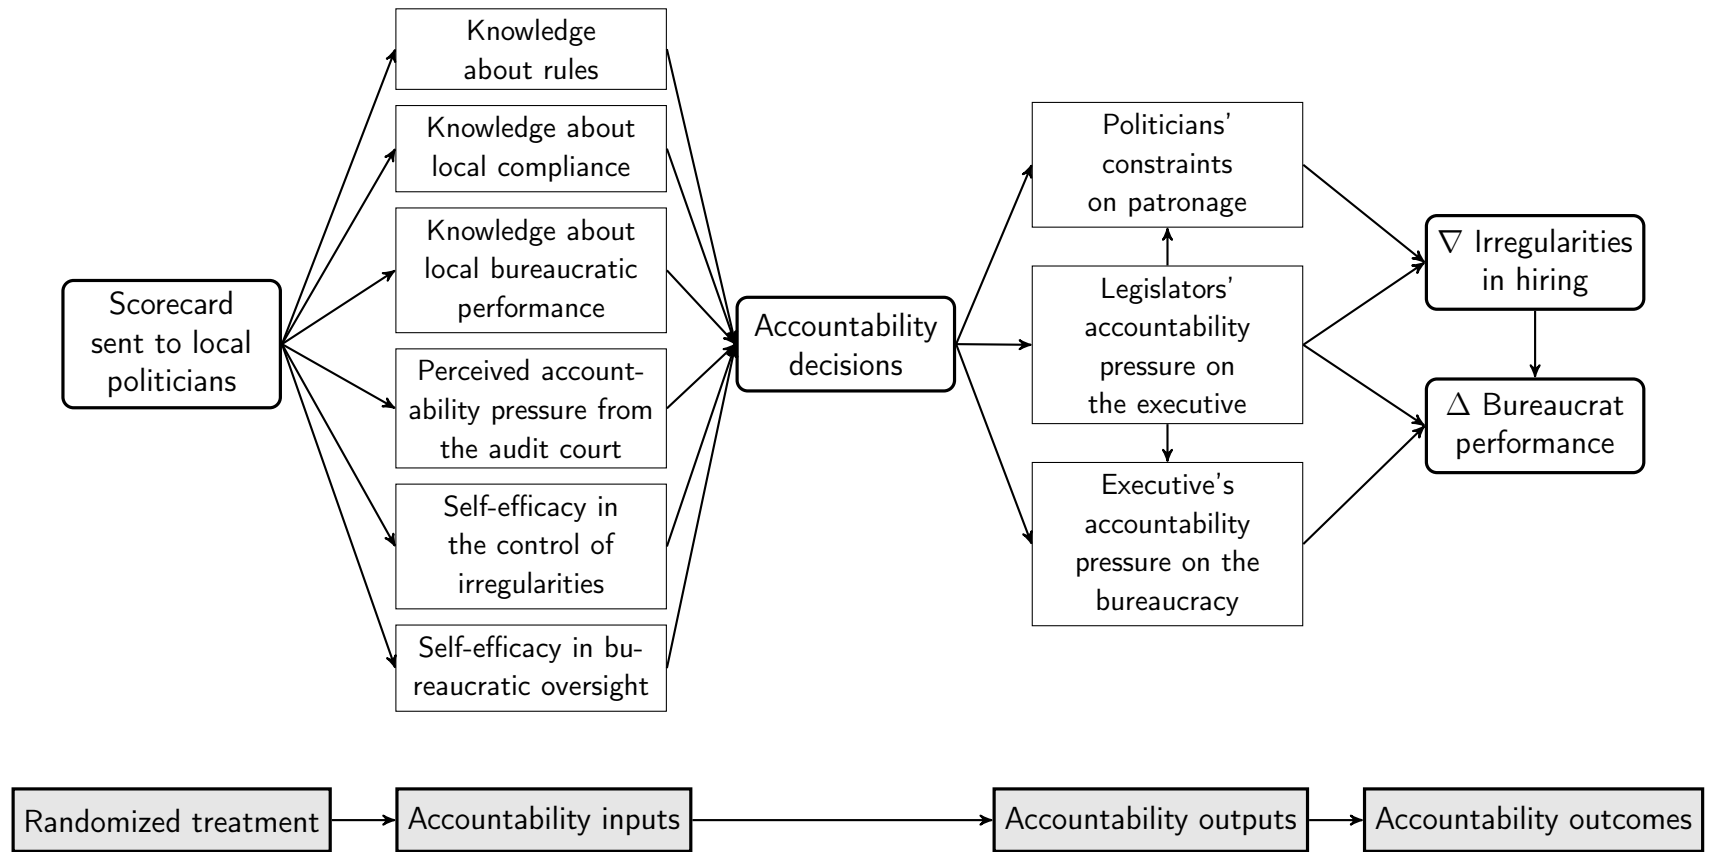 Scorecard
sent to local
politicians
Knowledge
about rules
Knowledge about
local compliance
Knowledge about
local bureaucratic
performance
Perceived account-
ability pressure from
the audit court
Self-efficacy in
the control of
irregularities
Self-efficacy in bu-
reaucratic oversight
Accountability
decisions
Politicians'
constraints
on patronage
Legislators'
accountability
pressure on
the executive
Executive's
accountability
pressure on the
bureaucracy
∇ Irregularities
in hiring
Δ Bureaucrat
performance
Randomized treatment
Accountability inputs
Accountability outputs
Accountability outcomes